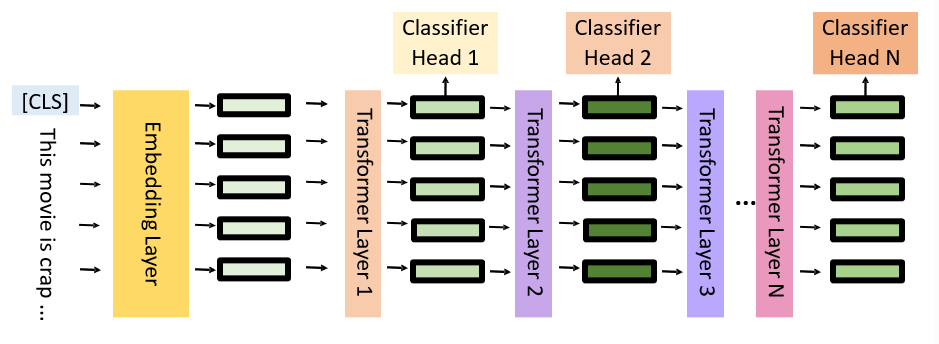 Classifier
Head 1
Classifier
Head 2
Classifier
Head N
[CLS]
This movie is crap ...
Embedding Layer
Transformer Layer 1
Transformer Layer 2
Transformer Layer 3
...
Transformer Layer N